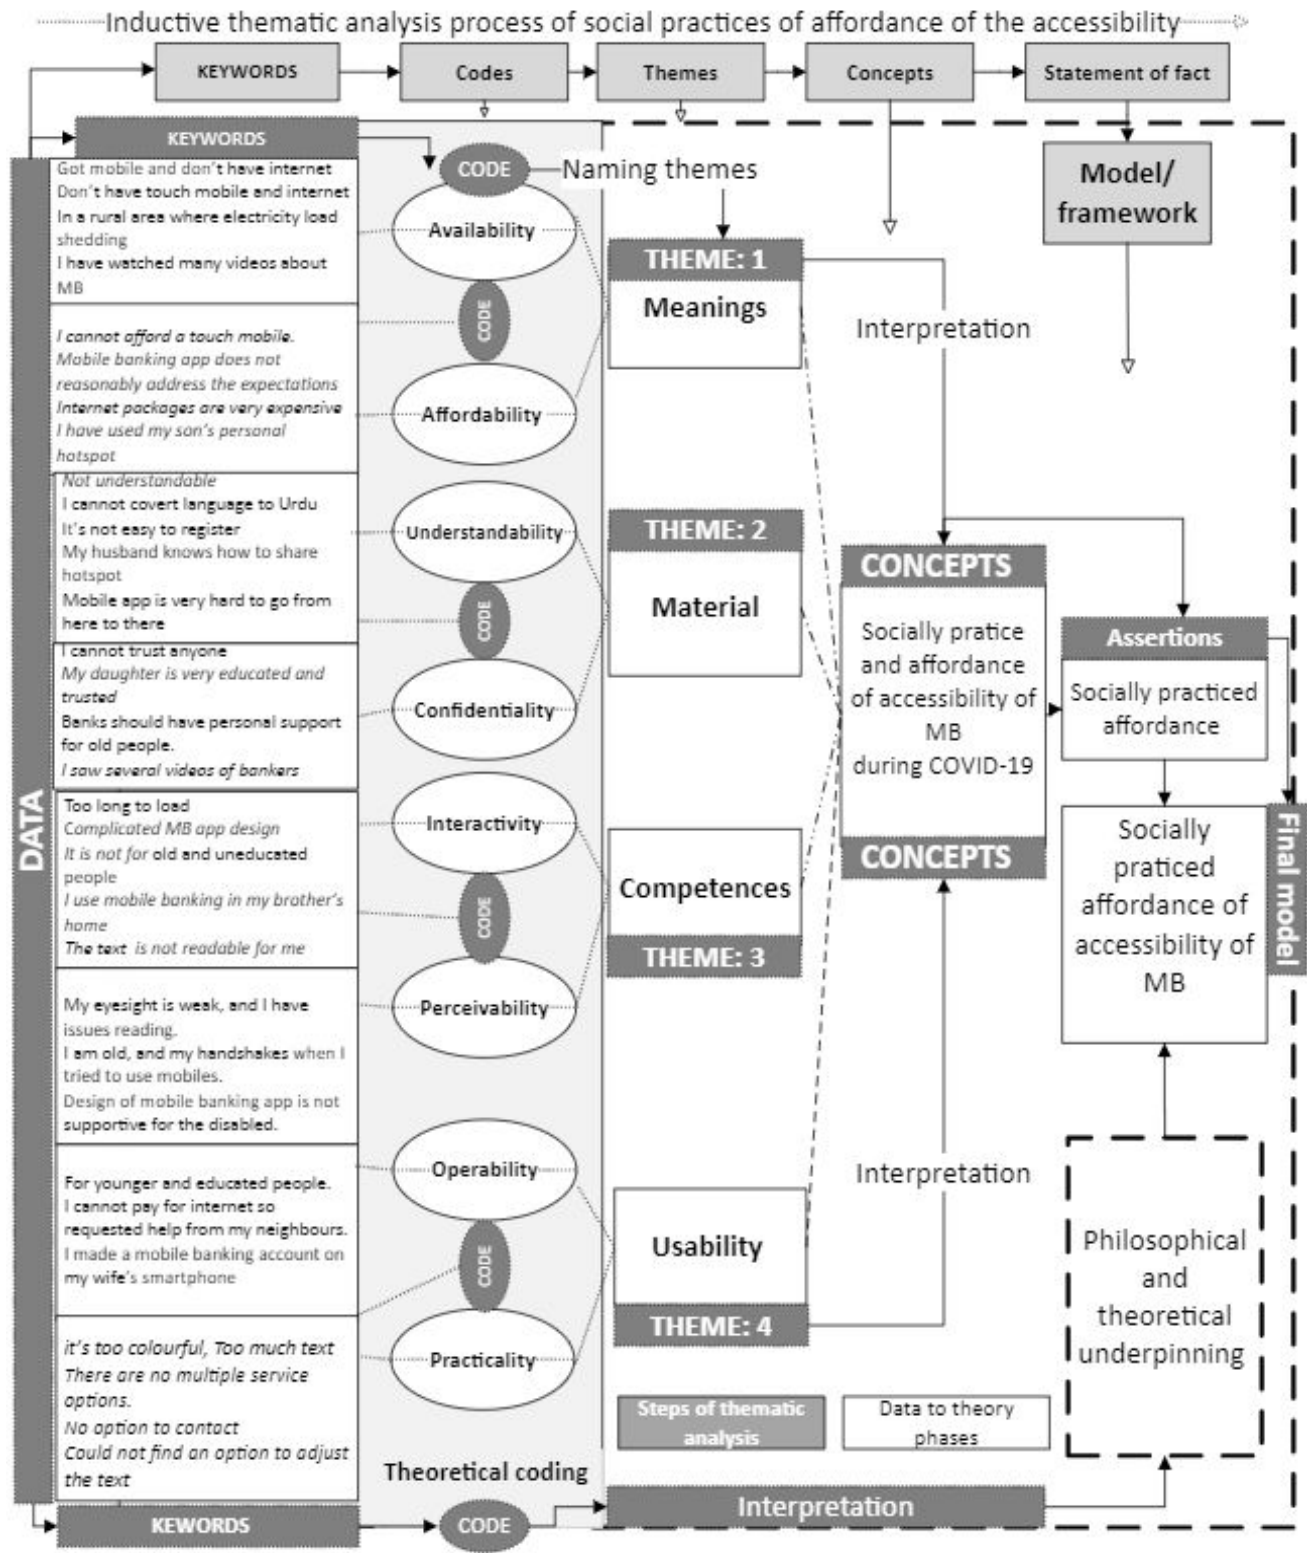 Inductive thematic analysis process of social practices of affordance of the accessibility
KEYWORDS
Codes
Themes
Concepts
Statement of fact
KEYWORDS
DATA
Got mobile and don't have internet
Don't have touch mobile and internet
In a rural area where electricity load
shedding
I have watched many videos about
MB
I cannot afford a touch mobile.
Mobile banking app does not
reasonably address the expectations
Internet packages are very expensive
I have used my son's personal
hotspot
Not understandable
I cannot covert language to Urdu
It's not easy to register
My husband knows how to share
hotspot
Mobile app is very hard to go from
here to there
I cannot trust anyone
My daughter is very educated and
trusted
Banks should have personal support
for old people.
I saw several videos of bankers
Too long to load
Complicated MB app design
It is not for old and uneducated
people
I use mobile banking in my brother's
home
The text is not readable for me
My eyesight is weak, and I have
issues reading.
I am old, and my handshakes when I
tried to use mobiles.
Design of mobile banking app is not
supportive for the disabled.
For younger and educated people.
I cannot pay for internet so
requested help from my neighbours.
I made a mobile banking account on
my wife's smartphone
it's too colourful, Too much text
There are no multiple service
options.
No option to contact
Could not find an option to adjust
the text
KEWORDS
CODE
Availability
CODE
Affordability
Understandability
CODE
Confidentiality
Interactivity
CODE
Perceivability
Operability
CODE
Practicality
Theoretical coding
CODE
Naming themes
THEME: 1
Meanings
THEME: 2
Material
Competences
THEME: 3
Usability
THEME: 4
Steps of thematic
analysis
Data to theory
phases
Interpretation
Interpretation
CONCEPTS
Socially pratice
and affordance
of accessibility of
MB
during COVID-19
CONCEPTS
Interpretation
Model/
framework
Assertions
Socially practiced
affordance
Socially
praticed
affordance of
accessibility of
MB
Final model
Philosophical
and
theoretical
underpinning